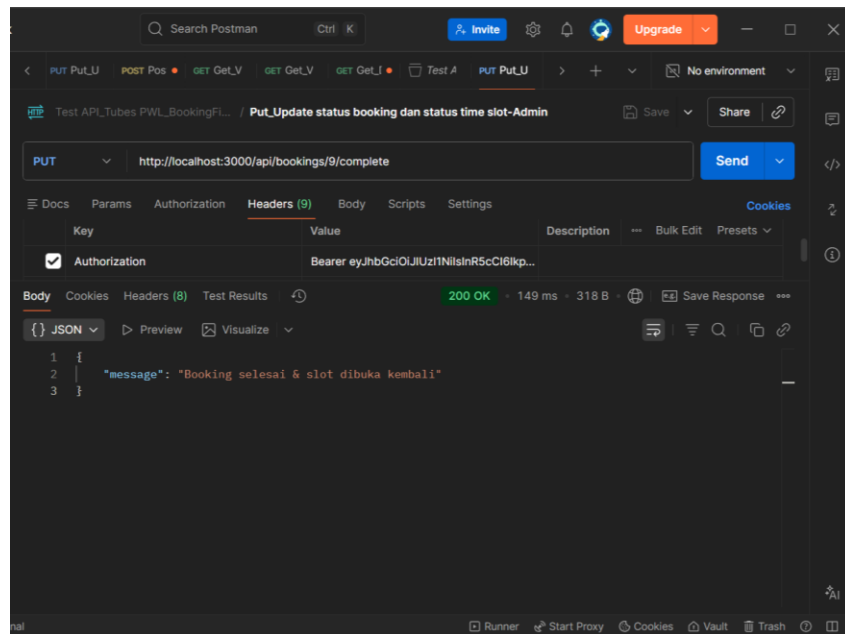 Search Postman Ctrl K Invite Upgrade
PUT Put_U POST Pos GET Get_V GET Get_V GET Get_I Test A PUT Put_U No environment
HTTP Test API_Tubes PWL_BookingFi... / Put_Update status booking dan status time slot-Admin Save Share
PUT http://localhost:3000/api/bookings/9/complete Send
Docs Params Authorization Headers (9) Body Scripts Settings Cookies
Key Value Description Bulk Edit Presets
Authorization Bearer eyJhbGciOiJIUzI1NiIsInR5cCI6Ikp...
Body Cookies Headers (8) Test Results 200 OK 149 ms 318 B Save Response
{} JSON Preview Visualize
1 {
2 "message": "Booking selesai & slot dibuka kembali"
3 }
AI
nal Runner Start Proxy Cookies Vault Trash